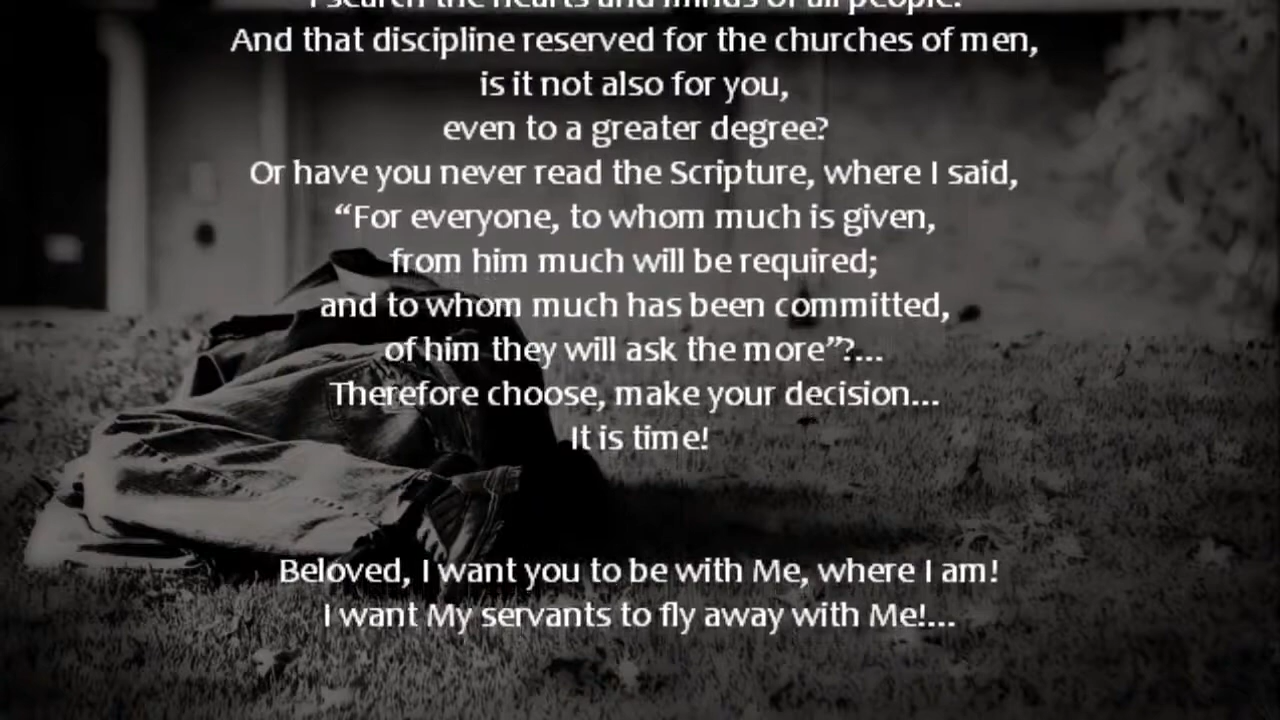 I search the hearts and minds of all people.
And that discipline reserved for the churches of men,
is it not also for you,
even to a greater degree?
Or have you never read the Scripture, where I said,
“For everyone, to whom much is given,
from him much will be required;
and to whom much has been committed,
of him they will ask the more”?...
Therefore choose, make your decision...
It is time!
Beloved, I want you to be with Me, where I am!
I want My servants to fly away with Me!...